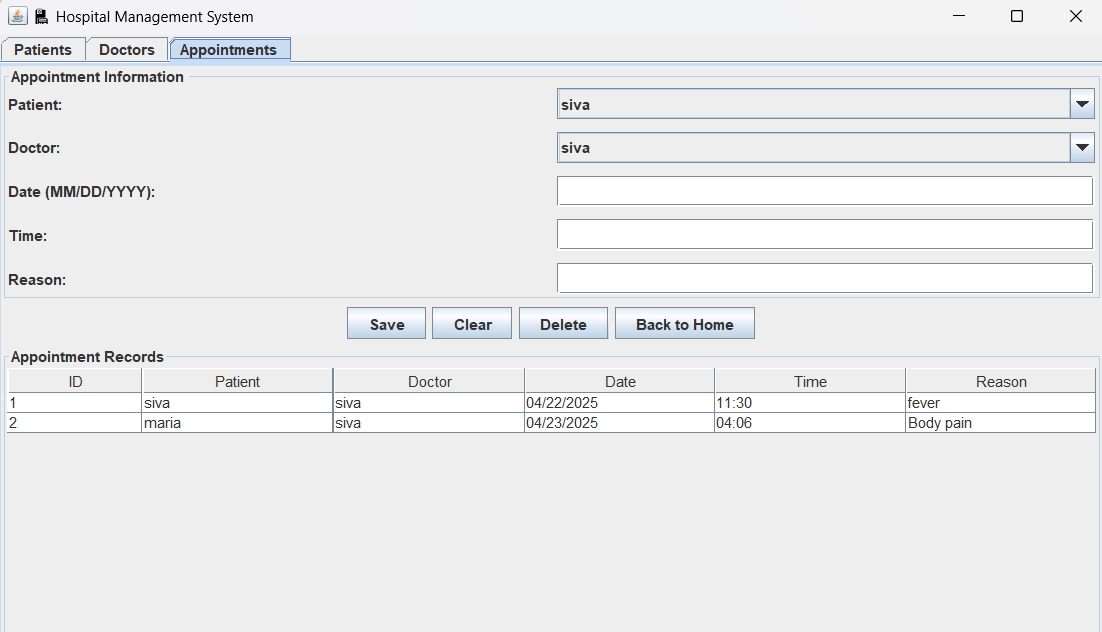 Hospital Management System
Patients Doctors Appointments
Appointment Information
Patient: siva
Doctor: siva
Date (MM/DD/YYYY):
Time:
Reason:
Save Clear Delete Back to Home
Appointment Records
ID Patient Doctor Date Time Reason
1 siva siva 04/22/2025 11:30 fever
2 maria siva 04/23/2025 04:06 Body pain